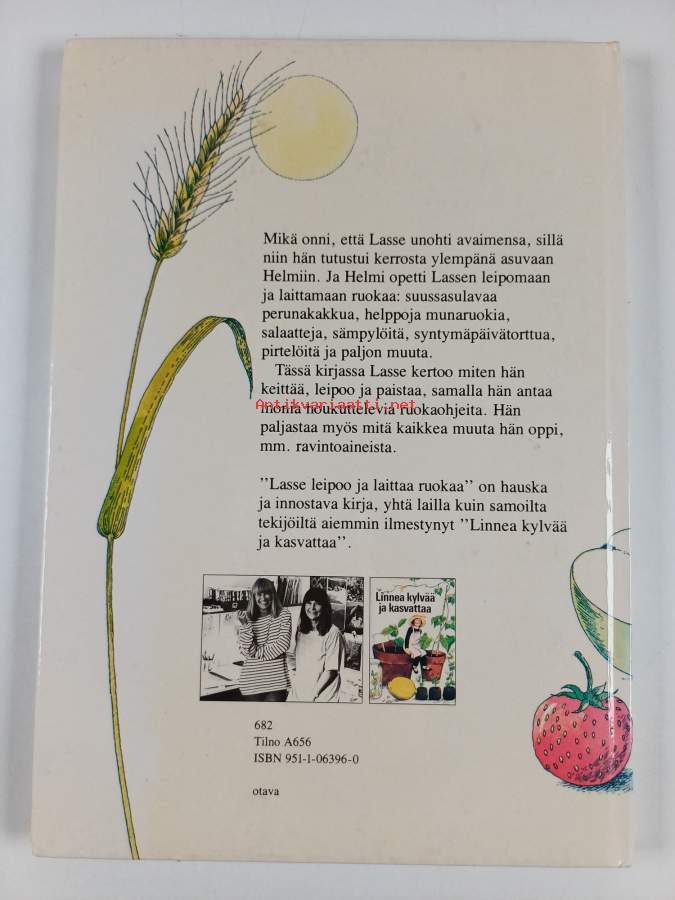 Mikä onni, että Lasse unohti avaimensa, sillä
niin hän tutustui kerrosta ylempänä asuvaan
Helmiin. Ja Helmi opetti Lassen leipomaan
ja laittamaan ruokaa: suussasulavaa
perunakakkua, helppoja munaruokia,
salaatteja, sämpylöitä, syntymäpäivätorttua,
pirtelöitä ja paljon muuta.
Tässä kirjassa Lasse kertoo miten hän
keittää, leipoo ja paistaa, samalla hän antaa
Antikvariaatti.net
monia houkuttelevia ruokaohjeita. Hän
paljastaa myös mitä kaikkea muuta hän oppi,
mm. ravintoaineista.
''Lasse leipoo ja laittaa ruokaa'' on hauska
ja innostava kirja, yhtä lailla kuin samoilta
tekijöiltä aiemmin ilmestynyt ''Linnea kylvää
ja kasvattaa''.
Linnea kylvää
ja kasvattaa
682
Tilno A656
ISBN 951-1-06396-0
otava